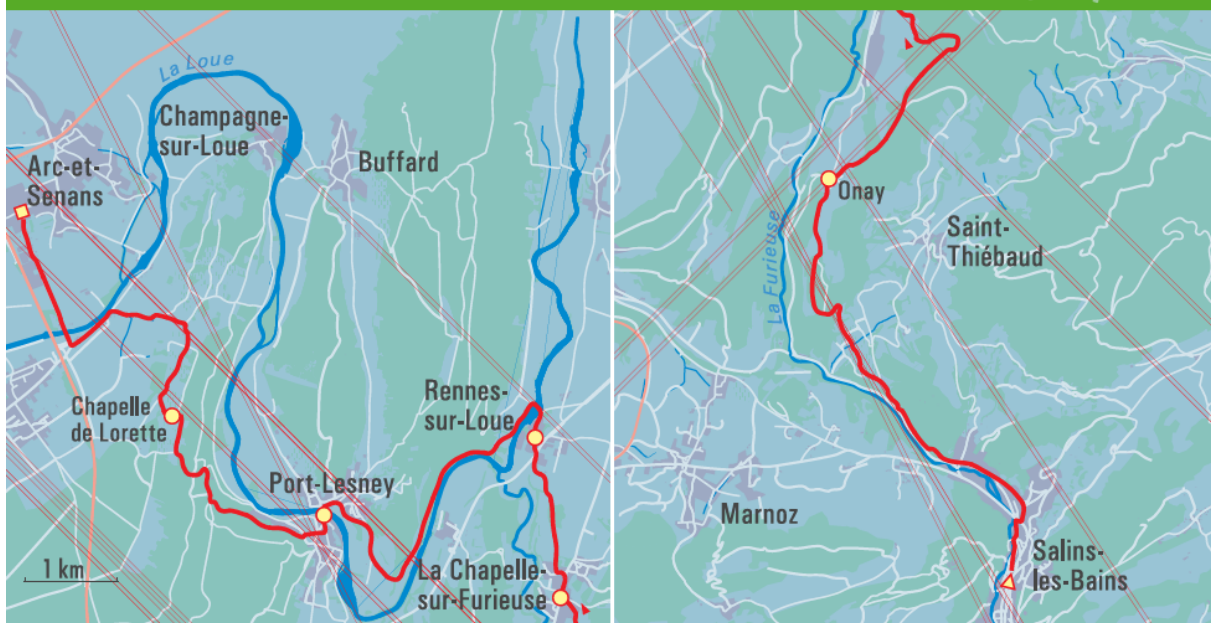 La Loue
Champagne-
sur-Loue
Arc-et-
Senans
Buffard
Chapelle
de Lorette
Rennes-
sur-Loue
Port-Lesney
La Chapelle-
sur-Furieuse
1 km
Onay
La Furieuse
Saint-
Thiébaud
Marnoz
Salins-
les-Bains